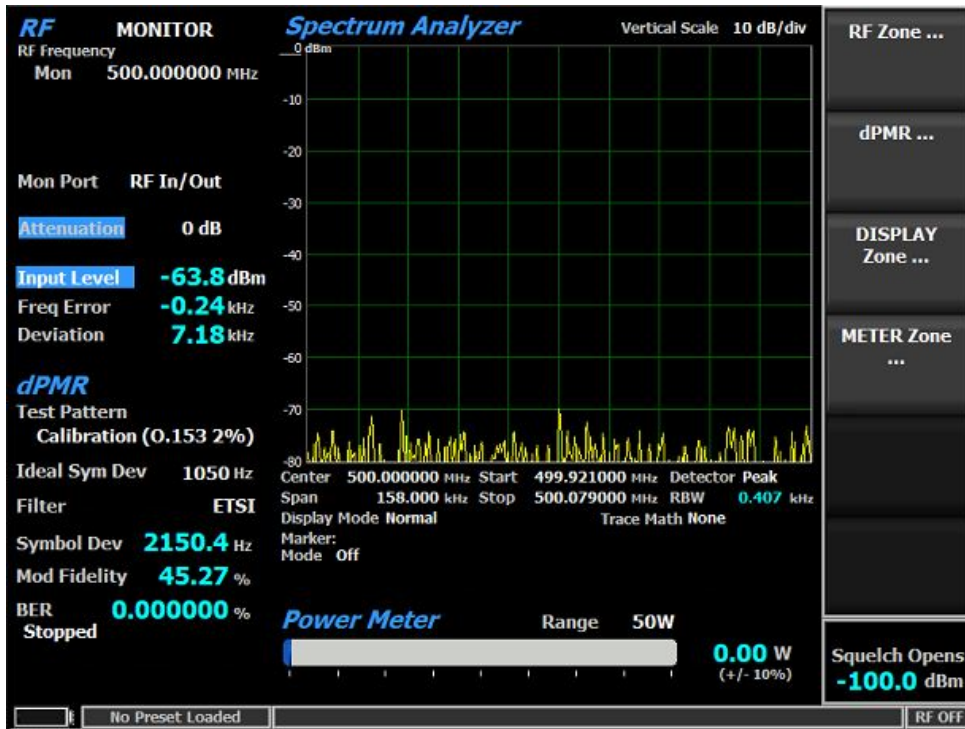 RF MONITOR
RF Frequency
Mon 500.000000 MHz
Mon Port RF In/Out
Attenuation 0 dB
Input Level -63.8 dBm
Freq Error -0.24 kHz
Deviation 7.18 kHz
dPMR
Test Pattern
Calibration (O.153 2%)
Ideal Sym Dev 1050 Hz
Filter ETSI
Symbol Dev 2150.4 Hz
Mod Fidelity 45.27 %
BER 0.000000 %
Stopped
Spectrum Analyzer Vertical Scale 10 dB/div
0 dBm
-10
-20
-30
-40
-50
-60
-70
-80
Center 500.000000 MHz Start 499.921000 MHz Detector Peak
Span 158.000 kHz Stop 500.079000 MHz RBW 0.407 kHz
Display Mode Normal Trace Math None
Marker:
Mode Off
Power Meter Range 50W
0.00 W
(+/- 10%)
RF Zone ...
dPMR ...
DISPLAY
Zone ...
METER Zone
...
Squelch Opens
-100.0 dBm
No Preset Loaded
RF OFF